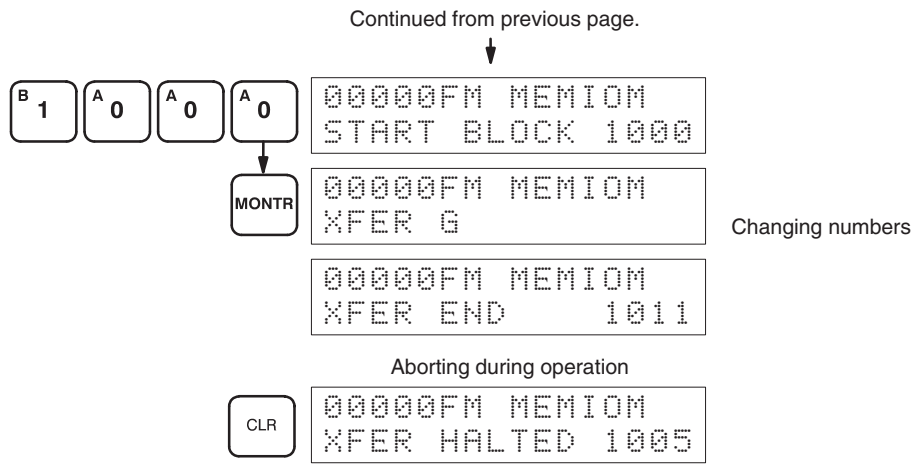 Continued from previous page.
B 1 A 0 A 0 A 0
00000FM MEMIOM
START BLOCK 1000
MONTR
00000FM MEMIOM
XFER G
Changing numbers
00000FM MEMIOM
XFER END 1011
Aborting during operation
CLR
00000FM MEMIOM
XFER HALTED 1005